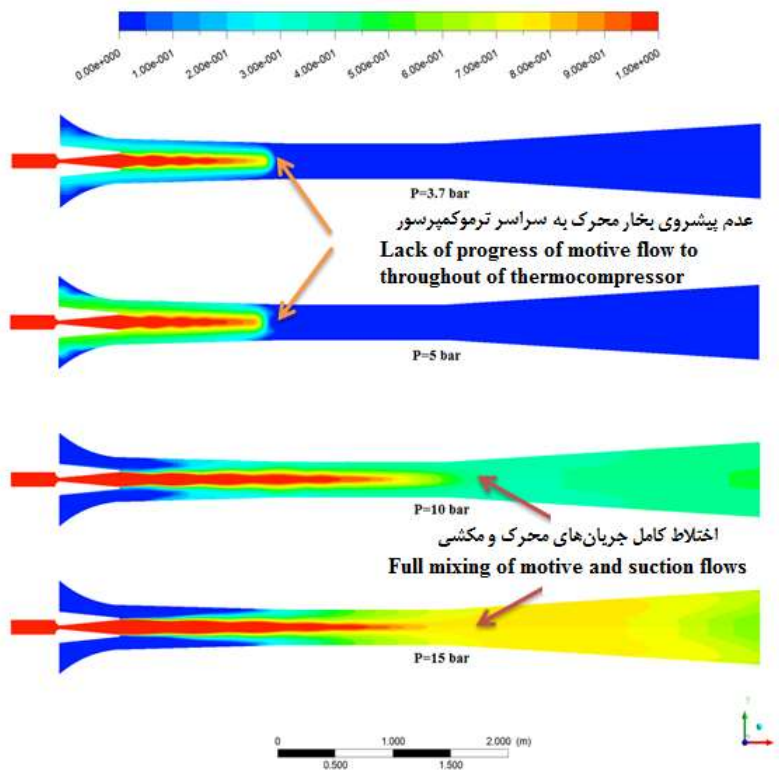 0.00e+000 1.00e-001 2.00e-001 3.00e-001 4.00e-001 5.00e-001 6.00e-001 7.00e-001 8.00e-001 9.00e-001 1.00e+000
P=3.7 bar
عدم پیشروی بخار محرک به سراسر ترموکمپرسور
Lack of progress of motive flow to
throughout of thermocompressor
P=5 bar
P=10 bar
اختلاط کامل جریان‌های محرک و مکشی
Full mixing of motive and suction flows
P=15 bar
0 1.000 2.000 (m)
0.500 1.500